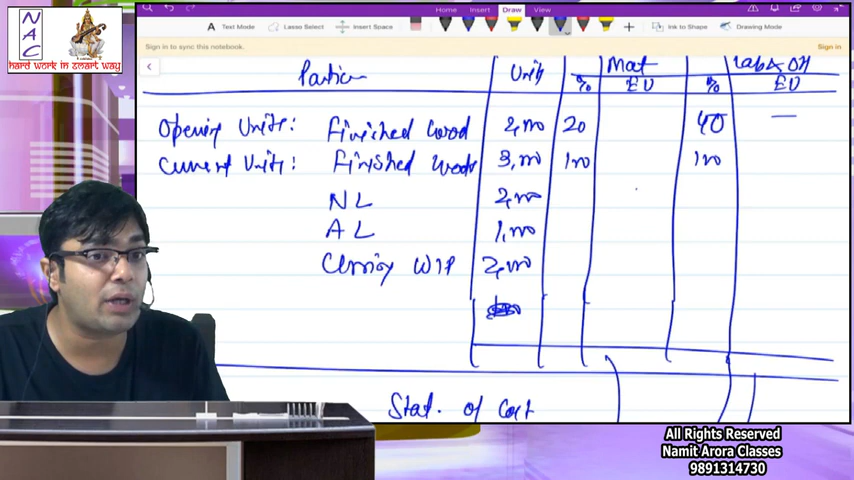 NAC
hard work in smart way
Home Insert Draw View
Text Mode Lasso Select Insert Space Ink to Shape Drawing Mode
Sign in to sync this notebook. Sign in
Units Mat Lab & OH
% EU % EU
Opening Units: Finished Good 2,000 20 40 —
Current Units: Finished Goods 3,000 100 100
NL 2,000
AL 1,000
Closing WIP 2,000
Stat. of Cost
All Rights Reserved
Namit Arora Classes
9891314730